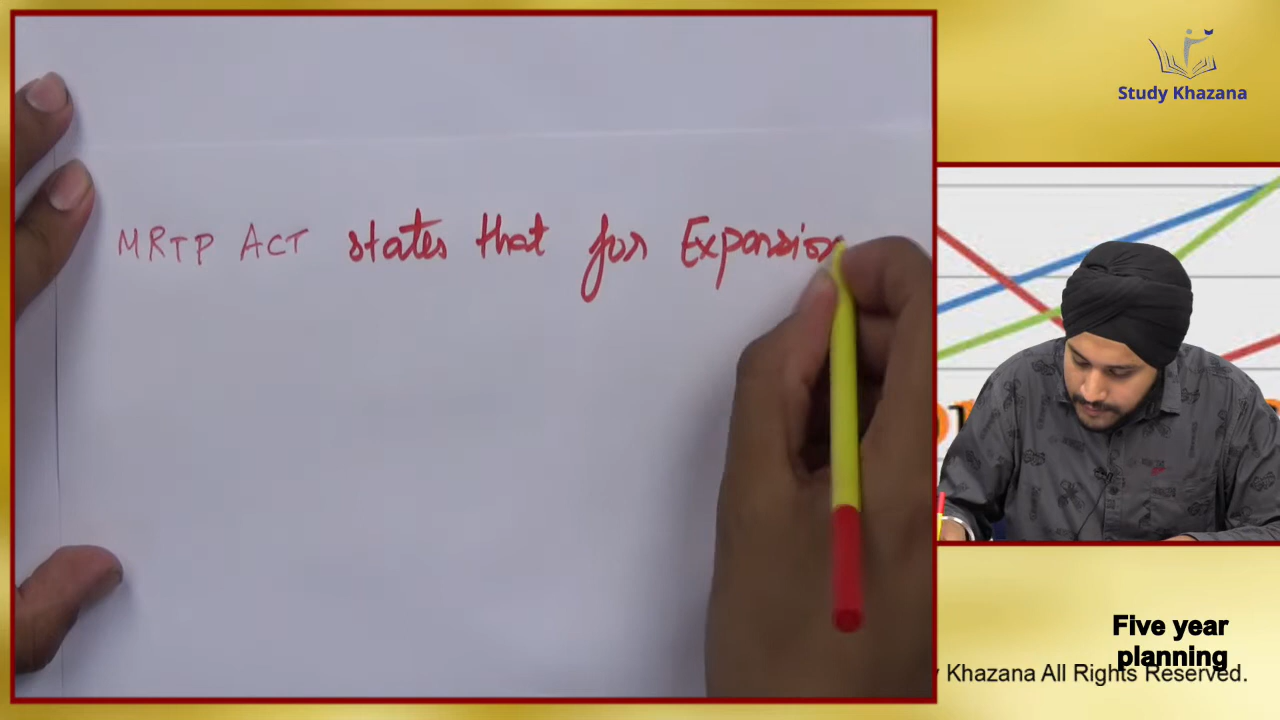 Study Khazana
MRTP ACT states that for Expansion
Five year
planning
Khazana All Rights Reserved.